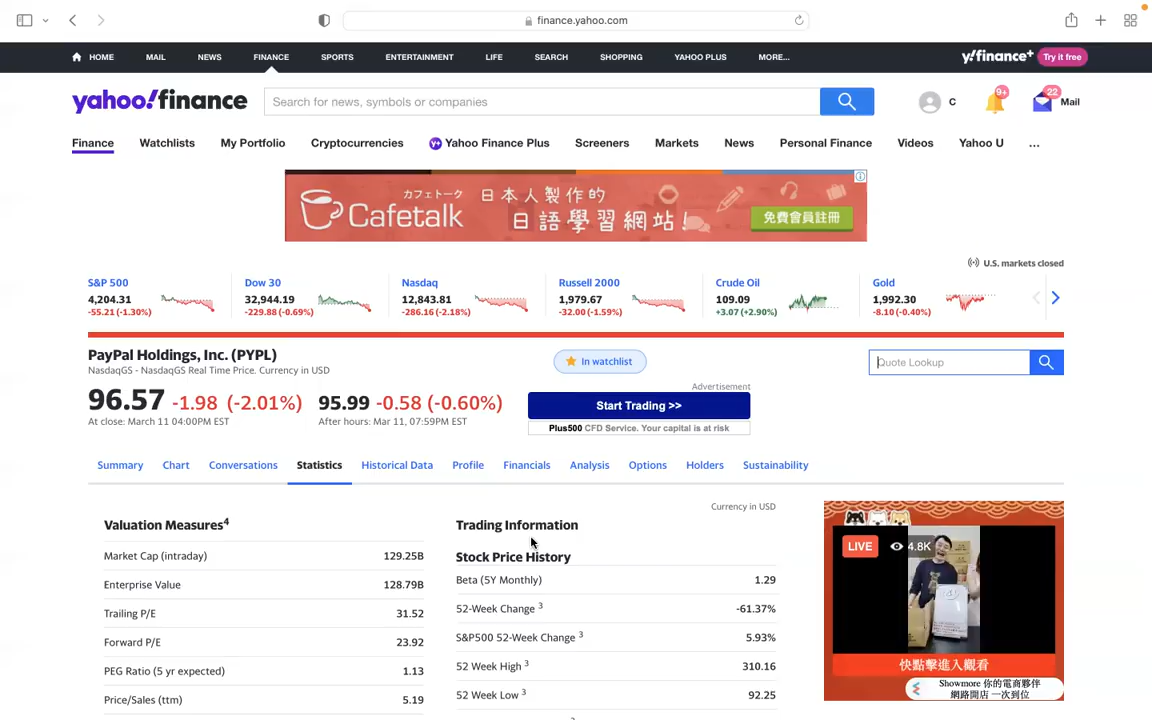 finance.yahoo.com
HOME MAIL NEWS FINANCE SPORTS ENTERTAINMENT LIFE SEARCH SHOPPING YAHOO PLUS MORE... y!finance+ Try it free
yahoo!finance Search for news, symbols or companies C 9+ 22 Mail
Finance Watchlists My Portfolio Cryptocurrencies Y+ Yahoo Finance Plus Screeners Markets News Personal Finance Videos Yahoo U ...
カフェトーク
Cafetalk
日本人製作的
日語學習網站!
免費會員註冊
U.S. markets closed
S&P 500 Dow 30 Nasdaq Russell 2000 Crude Oil Gold
4,204.31 32,944.19 12,843.81 1,979.67 109.09 1,992.30
-55.21 (-1.30%) -229.88 (-0.69%) -286.16 (-2.18%) -32.00 (-1.59%) +3.07 (+2.90%) -8.10 (-0.40%)
PayPal Holdings, Inc. (PYPL)
NasdaqGS - NasdaqGS Real Time Price. Currency in USD
In watchlist
Quote Lookup
96.57 -1.98 (-2.01%) 95.99 -0.58 (-0.60%)
At close: March 11 04:00PM EST After hours: Mar 11, 07:59PM EST
Advertisement
Start Trading >>
Plus500 CFD Service. Your capital is at risk
Summary Chart Conversations Statistics Historical Data Profile Financials Analysis Options Holders Sustainability
Currency in USD
Valuation Measures4
Market Cap (intraday) 129.25B
Enterprise Value 128.79B
Trailing P/E 31.52
Forward P/E 23.92
PEG Ratio (5 yr expected) 1.13
Price/Sales (ttm) 5.19
Trading Information
Stock Price History
Beta (5Y Monthly) 1.29
52-Week Change 3 -61.37%
S&P500 52-Week Change 3 5.93%
52 Week High 3 310.16
52 Week Low 3 92.25
LIVE 4.8K
快點擊進入觀看
Showmore 你的電商夥伴
網路開店 一次到位